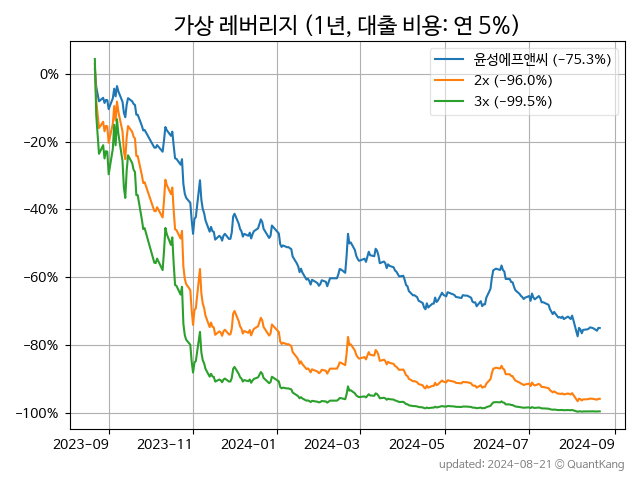 가상 레버리지 (1년, 대출 비용: 연 5%)
윤성에프앤씨 (−75.3%)
2x (−96.0%)
3x (−99.5%)
0%
−20%
−40%
−60%
−80%
−100%
2023-09 2023-11 2024-01 2024-03 2024-05 2024-07 2024-09
updated: 2024-08-21 © QuantKang